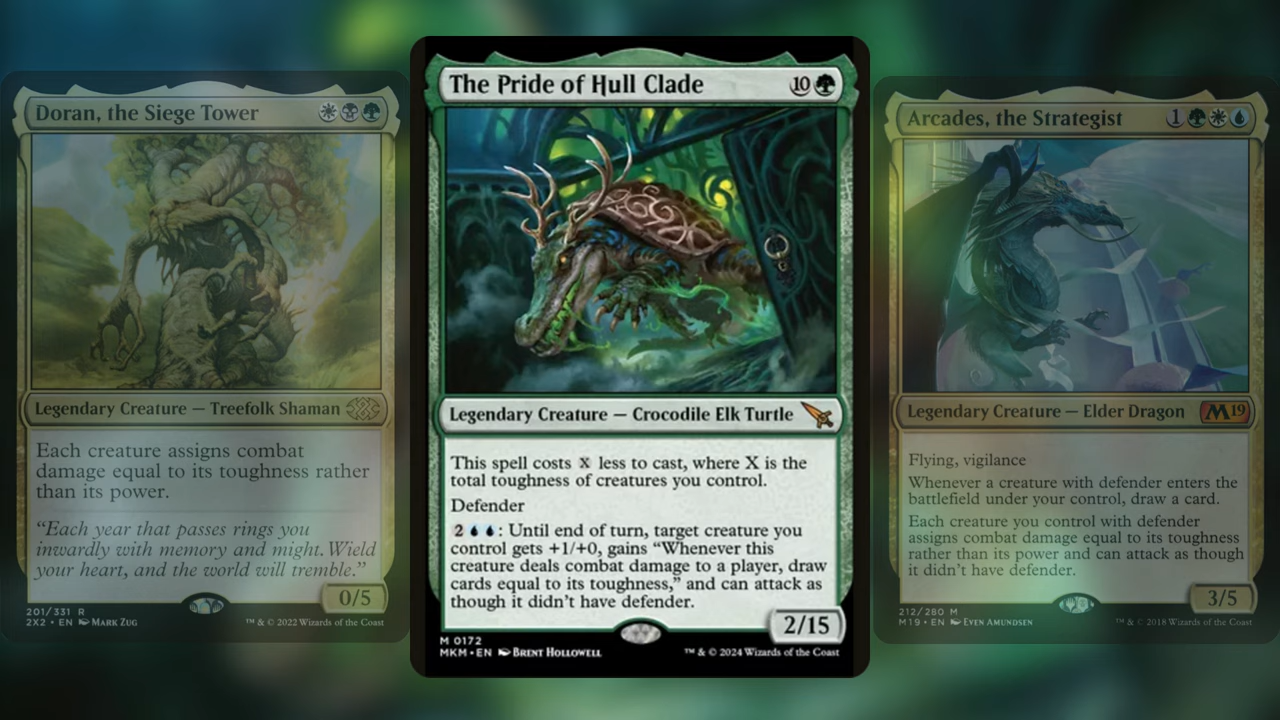 Doran, the Siege Tower
Legendary Creature — Treefolk Shaman
Each creature assigns combat
damage equal to its toughness rather
than its power.
“Each year that passes rings you
inwardly with memory and might. Wield
your heart, and the world will tremble.”
0/5
201/331 R
2X2 • EN Mark Zug
™ & © 2022 Wizards of the Coast
The Pride of Hull Clade 10
Legendary Creature — Crocodile Elk Turtle
This spell costs X less to cast, where X is the
total toughness of creatures you control.
Defender
2 : Until end of turn, target creature you
control gets +1/+0, gains “Whenever this
creature deals combat damage to a player, draw
cards equal to its toughness,” and can attack as
though it didn’t have defender.
2/15
M 0172
MKM • EN Brent Hollowell
™ & © 2024 Wizards of the Coast
Arcades, the Strategist 1
Legendary Creature — Elder Dragon M19
Flying, vigilance
Whenever a creature with defender enters the
battlefield under your control, draw a card.
Each creature you control with defender
assigns combat damage equal to its toughness
rather than its power and can attack as though
it didn’t have defender.
3/5
212/280 M
M19 • EN Even Amundsen
™ & © 2018 Wizards of the Coast